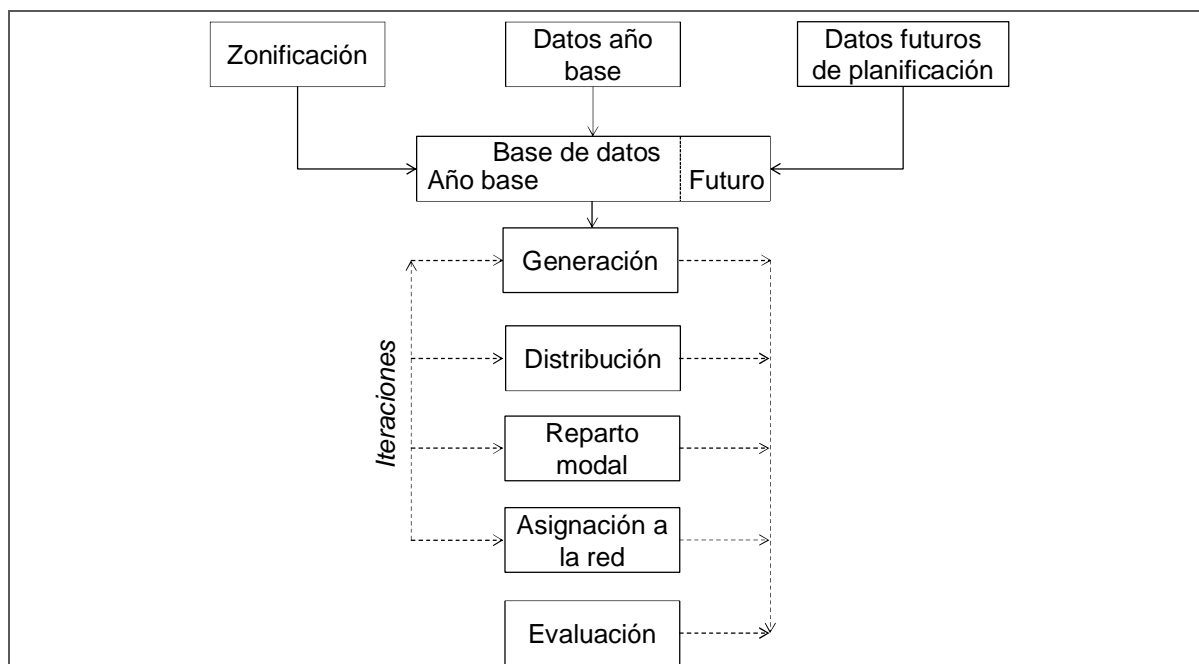 Zonificación
Datos año
base
Datos futuros
de planificación
Base de datos
Año base
Futuro
Generación
Distribución
Iteraciones
Reparto
modal
Asignación a
la red
Evaluación